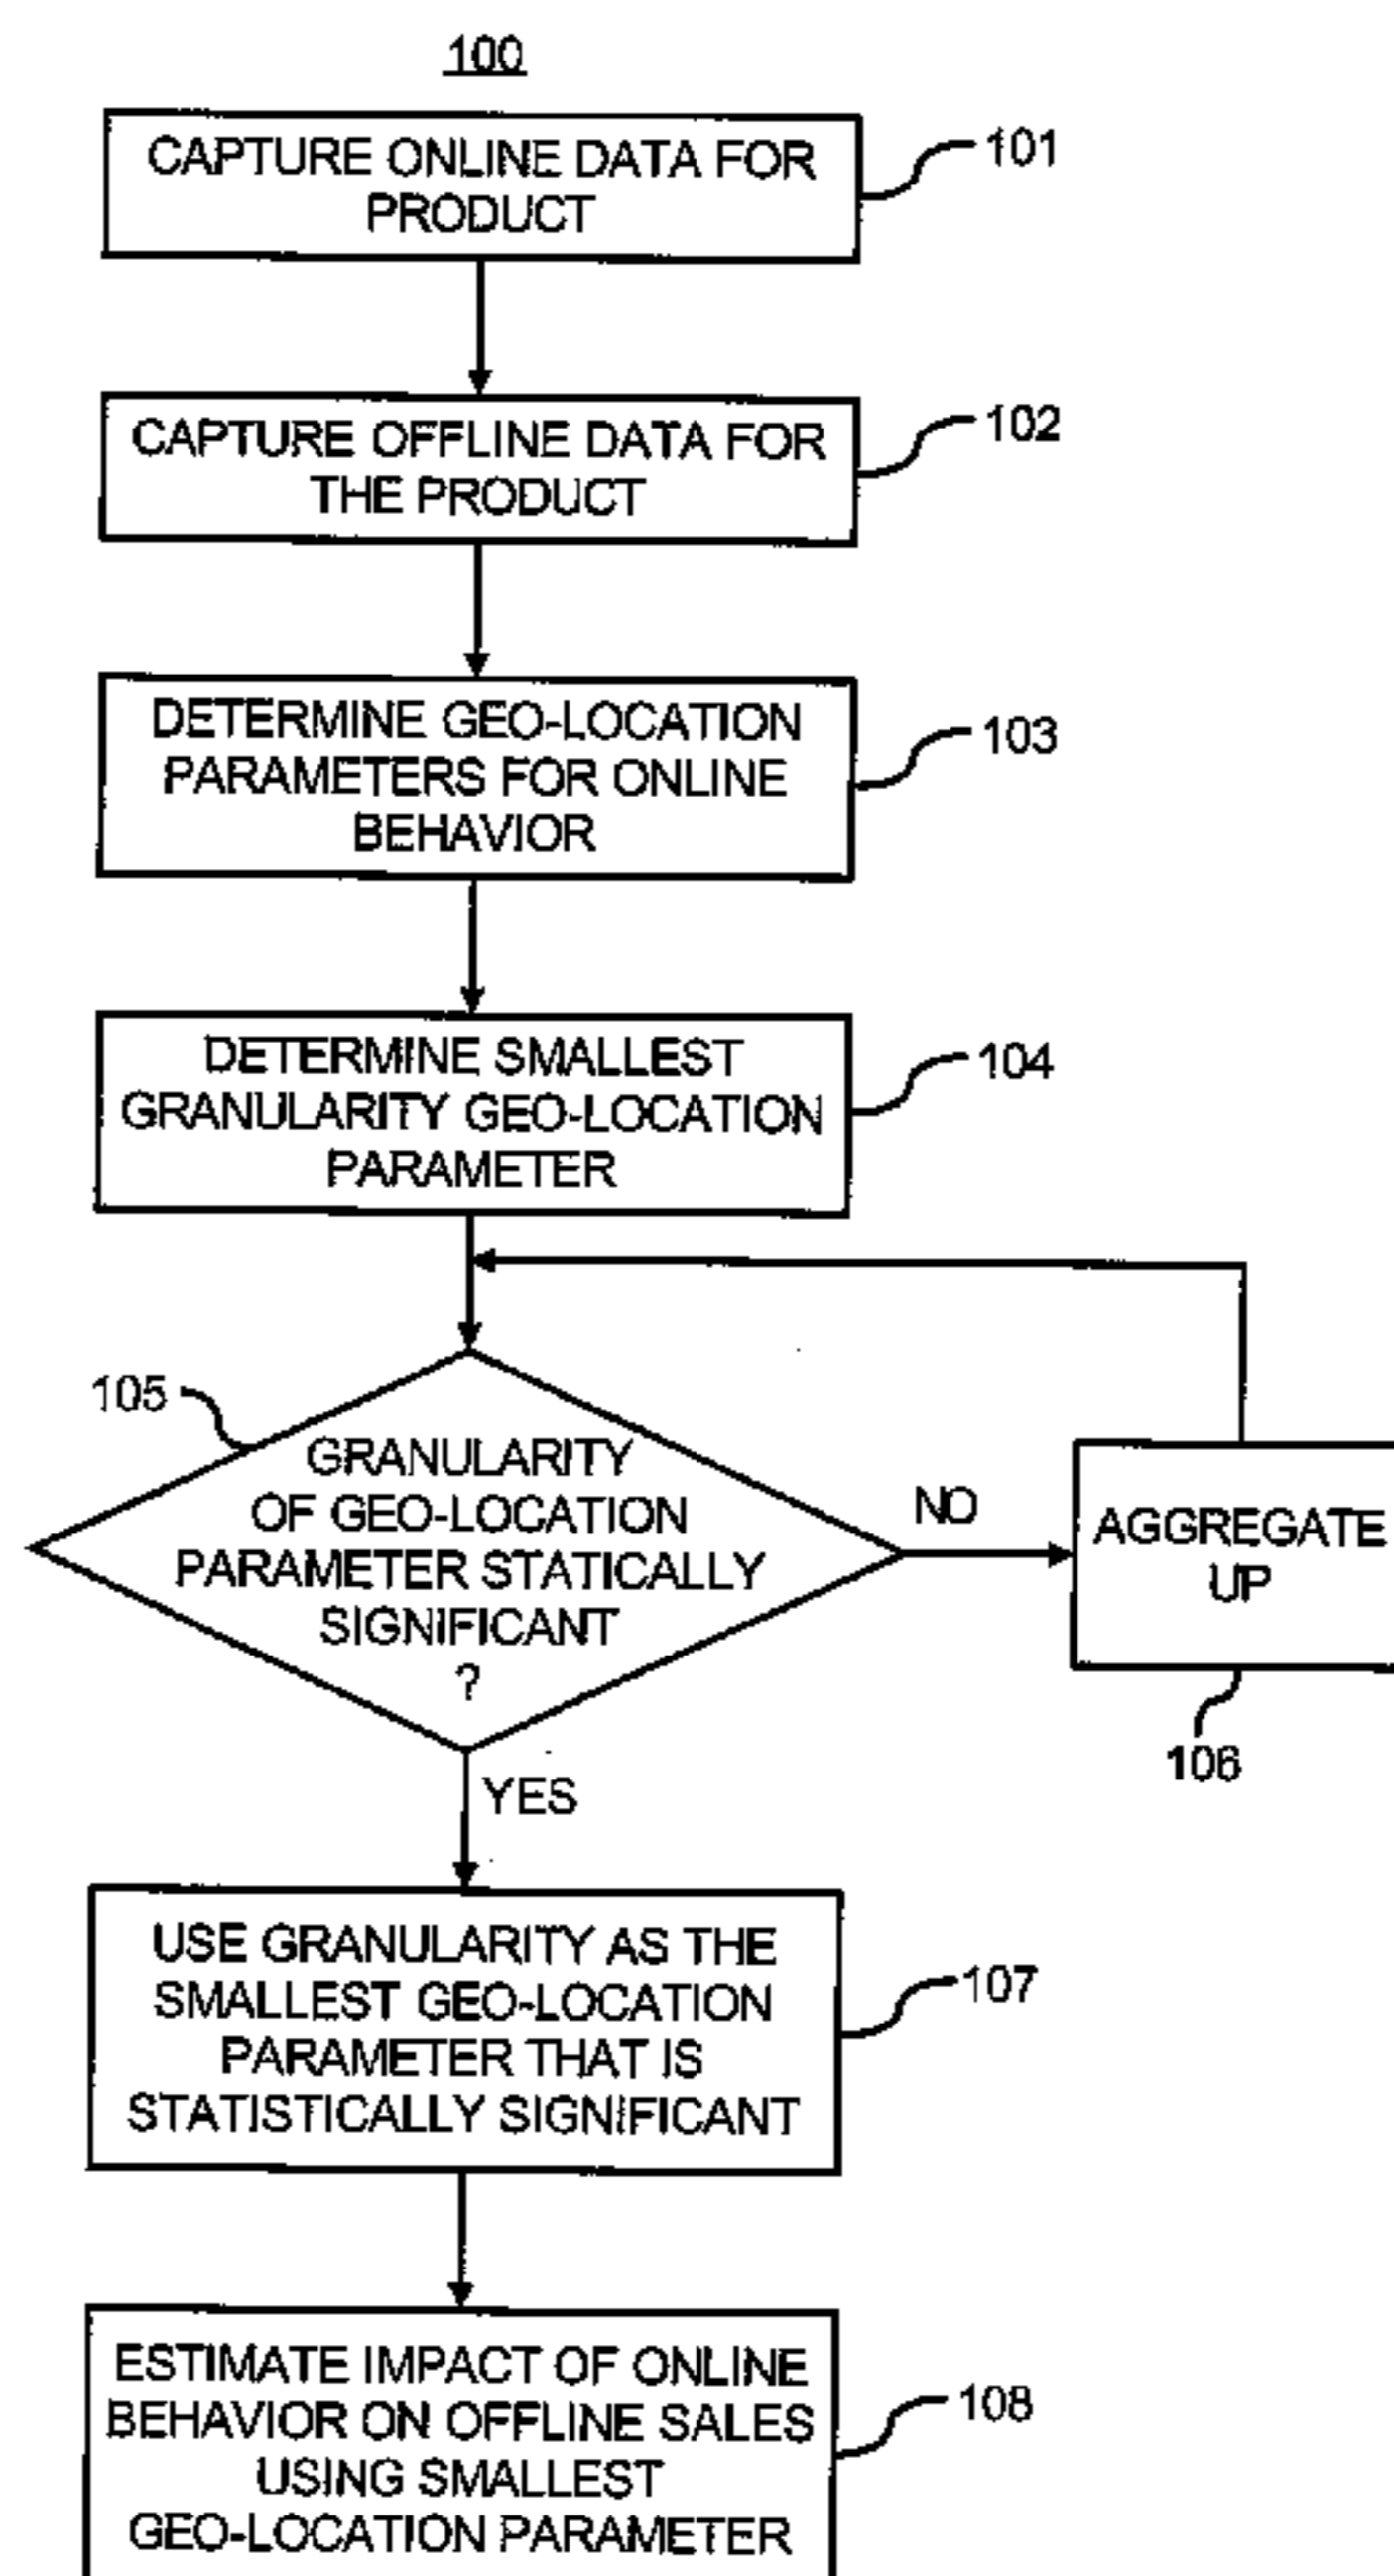 100
CAPTURE ONLINE DATA FOR
PRODUCT
101
CAPTURE OFFLINE DATA FOR
THE PRODUCT
102
DETERMINE GEO-LOCATION
PARAMETERS FOR ONLINE
BEHAVIOR
103
DETERMINE SMALLEST
GRANULARITY GEO-LOCATION
PARAMETER
104
105
GRANULARITY
OF GEO-LOCATION
PARAMETER STATICALLY
SIGNIFICANT
?
NO
AGGREGATE
UP
106
YES
USE GRANULARITY AS THE
SMALLEST GEO-LOCATION
PARAMETER THAT IS
STATISTICALLY SIGNIFICANT
107
ESTIMATE IMPACT OF ONLINE
BEHAVIOR ON OFFLINE SALES
USING SMALLEST
GEO-LOCATION PARAMETER
108